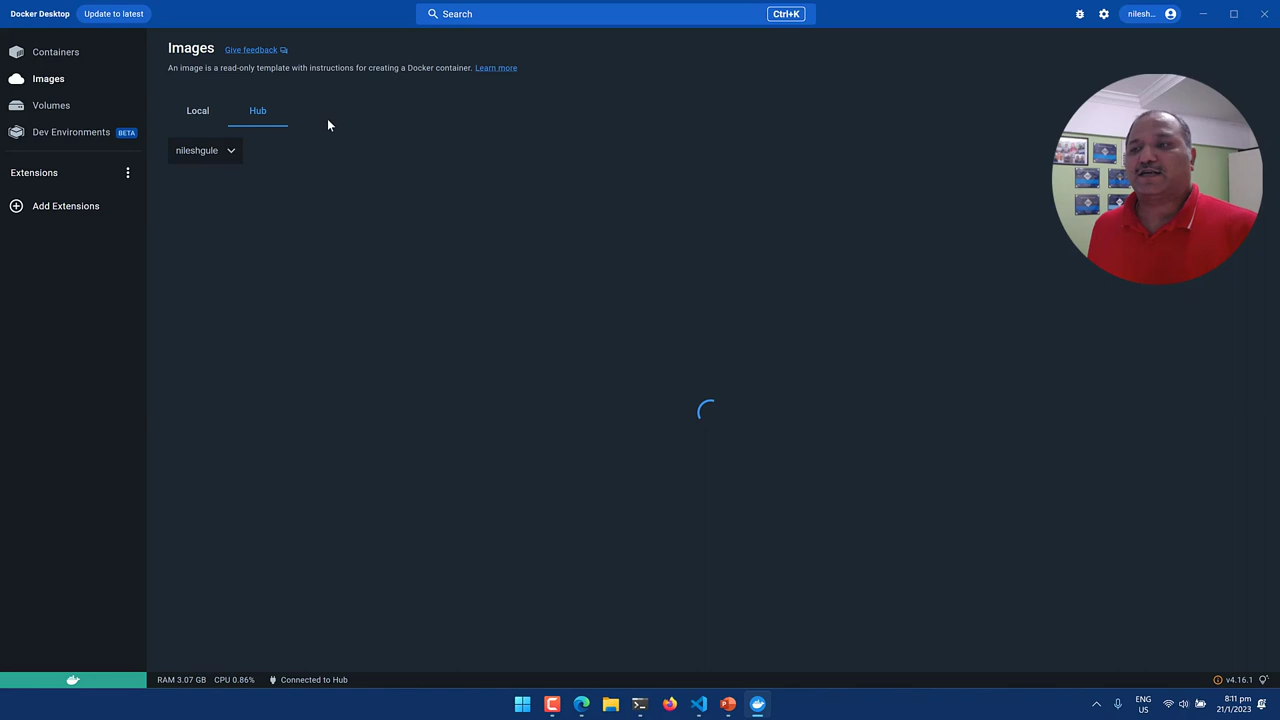 Docker Desktop
Update to latest
Search
Ctrl+K
nilesh...
Containers
Images
Volumes
Dev Environments
BETA
Extensions
Add Extensions
Images
Give feedback
An image is a read-only template with instructions for creating a Docker container. Learn more
Local
Hub
nileshgule
RAM 3.07 GB
CPU 0.86%
Connected to Hub
v4.16.1
ENG
US
8:11 pm
21/1/2023